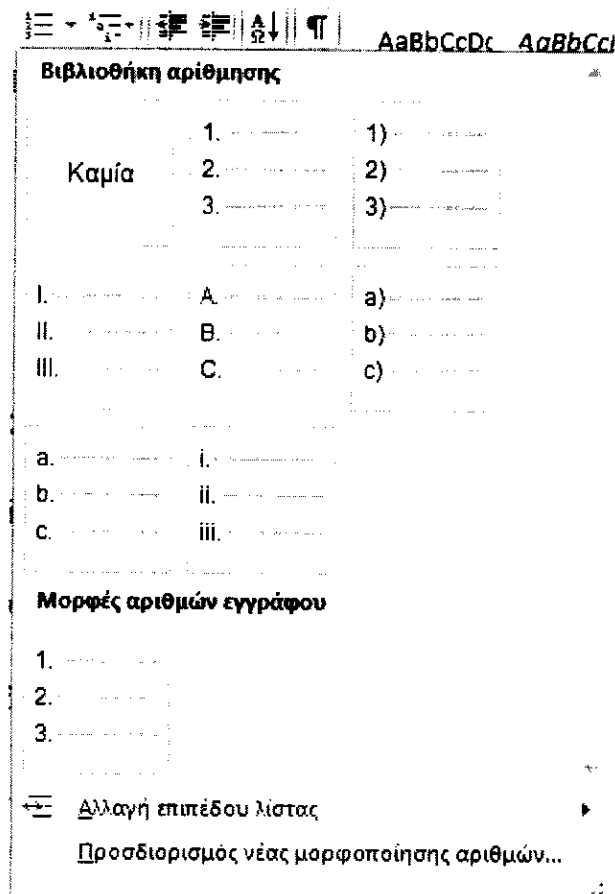 AaBbCcDc AaBbCcI
Βιβλιοθήκη αρίθμησης
Καμία
1.
2.
3.
1)
2)
3)
I.
II.
III.
A.
B.
C.
a)
b)
c)
a.
b.
c.
i.
ii.
iii.
Μορφές αριθμών εγγράφου
1.
2.
3.
Αλλαγή επιπέδου λίστας
Προσδιορισμός νέας μορφοποίησης αριθμών...